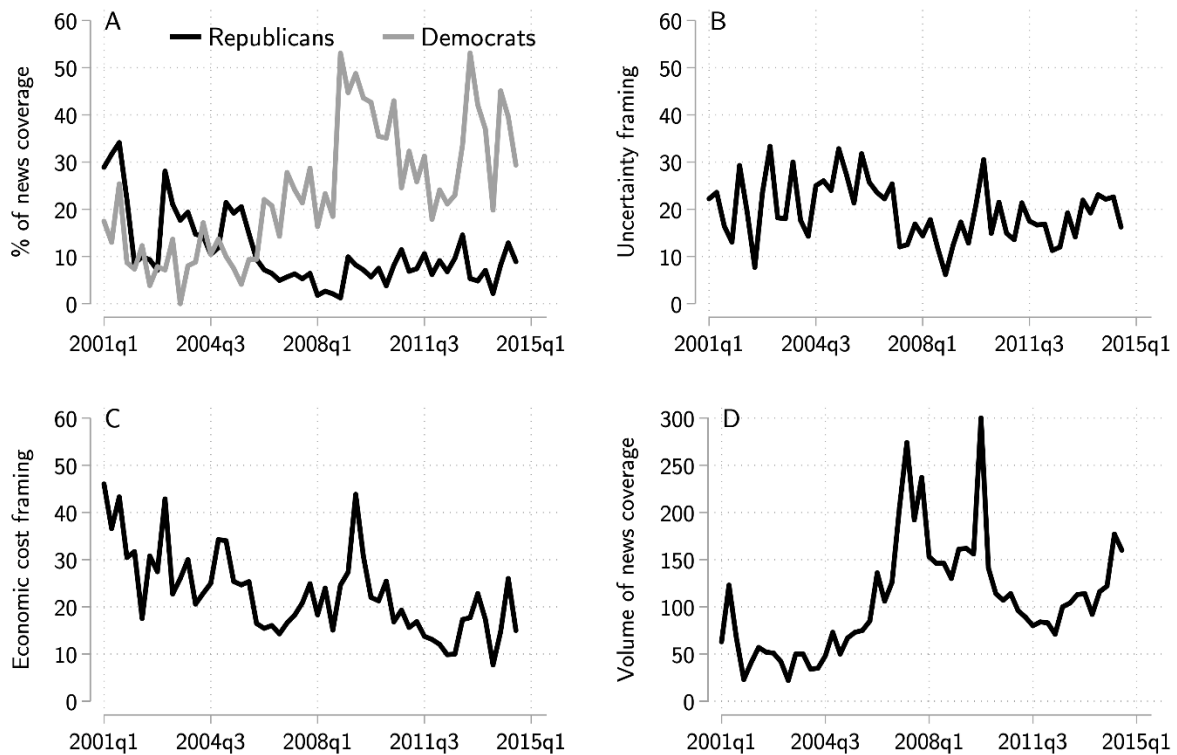 A
Republicans
Democrats
% of news coverage
60
50
40
30
20
10
0
2001q1 2004q3 2008q1 2011q3 2015q1
B
Uncertainty framing
60
50
40
30
20
10
0
2001q1 2004q3 2008q1 2011q3 2015q1
C
Economic cost framing
60
50
40
30
20
10
0
2001q1 2004q3 2008q1 2011q3 2015q1
D
Volume of news coverage
300
250
200
150
100
50
0
2001q1 2004q3 2008q1 2011q3 2015q1